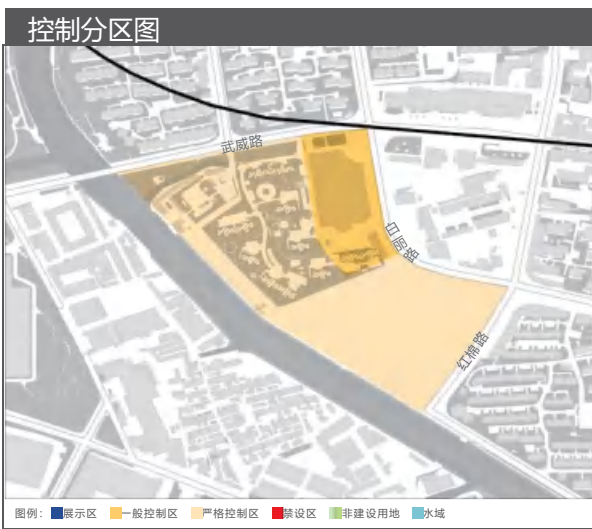 控制分区图
武威路
白丽路
红棉路
图例： 展示区 一般控制区 严格控制区 禁设区 非建设用地 水域